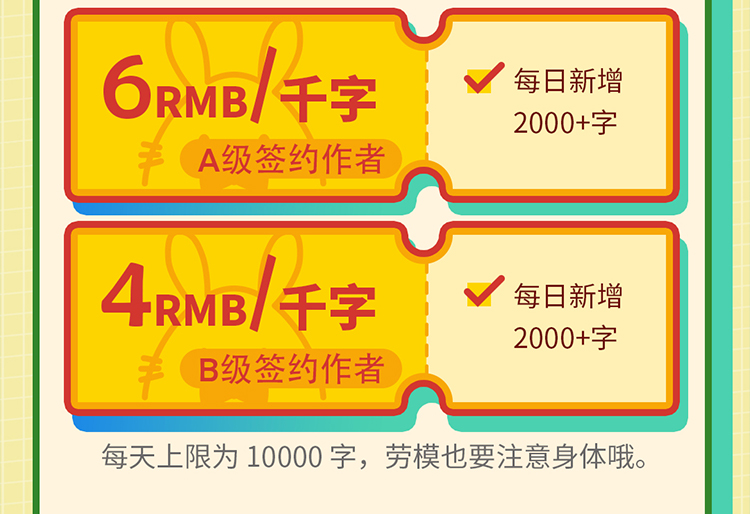 6RMB/千字
A级签约作者
每日新增
2000+字
4RMB/千字
B级签约作者
每日新增
2000+字
每天上限为 10000 字，劳模也要注意身体哦。